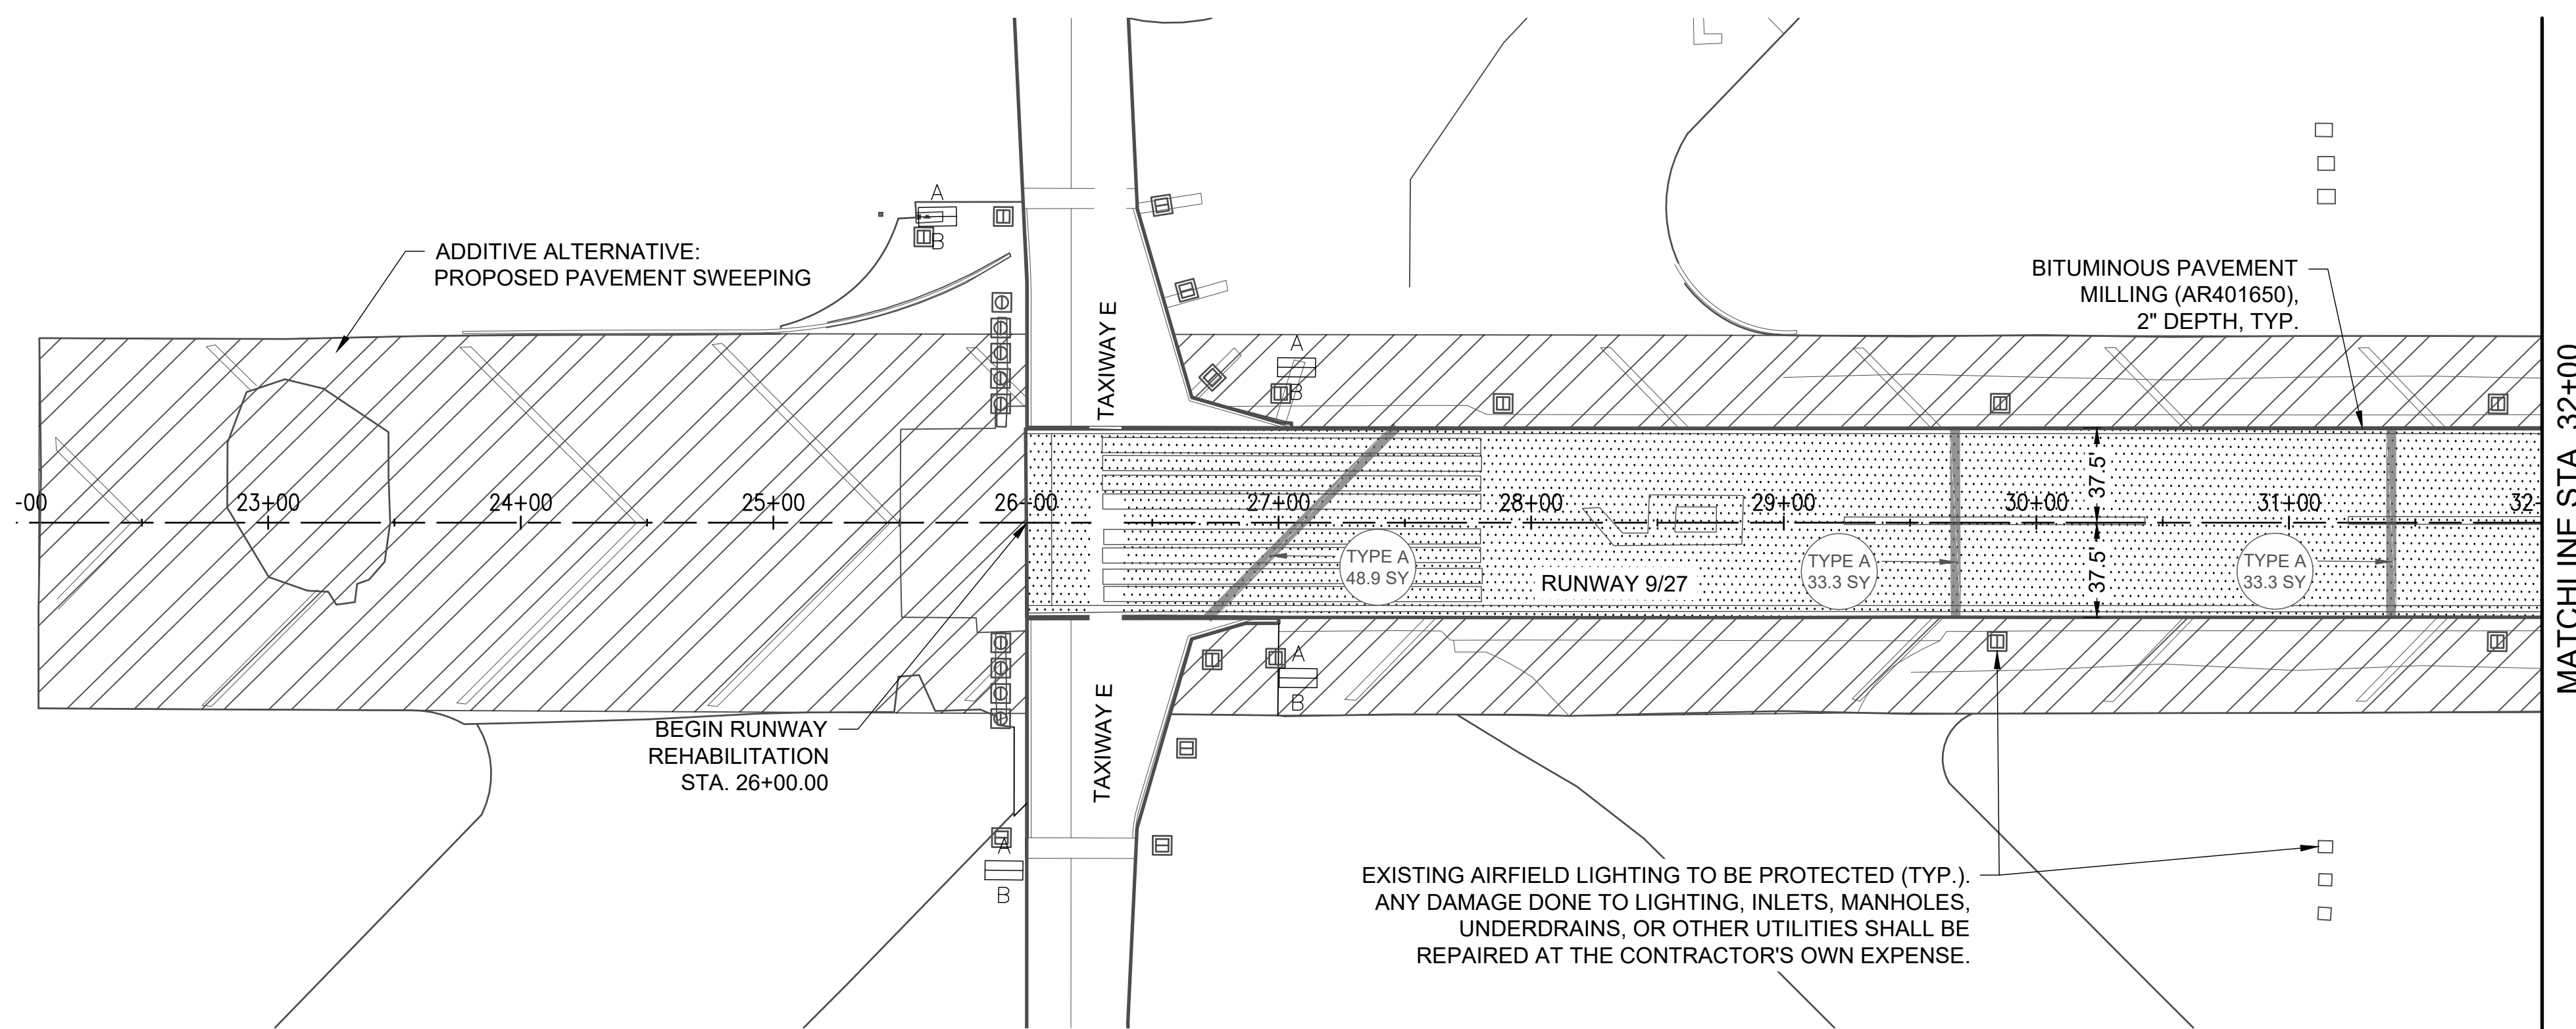 A
B
ADDITIVE ALTERNATIVE:
PROPOSED PAVEMENT SWEEPING
TAXIWAY E
BITUMINOUS PAVEMENT
MILLING (AR401650),
2" DEPTH, TYP.
A
B
MATCHLINE STA. 32+00
-00
23+00
24+00
25+00
26+00
27+00
28+00
29+00
30+00
31+00
32-
37.5'
37.5'
TYPE A
48.9 SY
RUNWAY 9/27
TYPE A
33.3 SY
TYPE A
33.3 SY
A
B
TAXIWAY E
BEGIN RUNWAY
REHABILITATION
STA. 26+00.00
A
B
EXISTING AIRFIELD LIGHTING TO BE PROTECTED (TYP.).
ANY DAMAGE DONE TO LIGHTING, INLETS, MANHOLES,
UNDERDRAINS, OR OTHER UTILITIES SHALL BE
REPAIRED AT THE CONTRACTOR'S OWN EXPENSE.